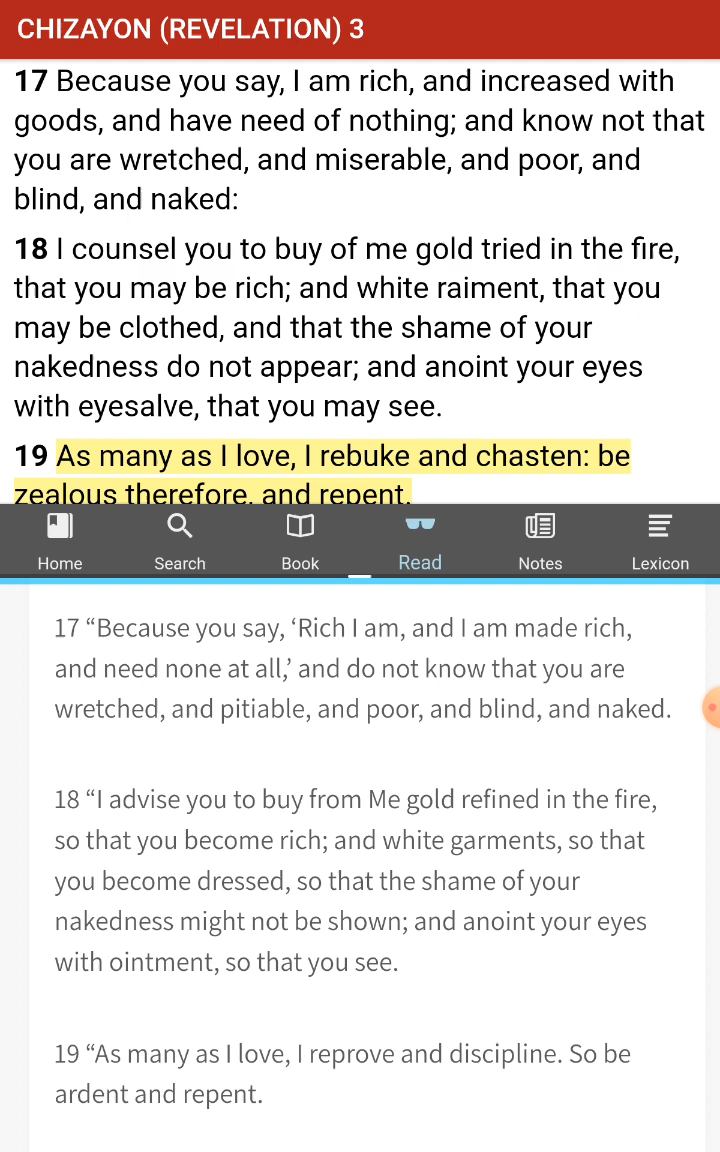 CHIZAYON (REVELATION) 3
17 Because you say, I am rich, and increased with
goods, and have need of nothing; and know not that
you are wretched, and miserable, and poor, and
blind, and naked:
18 I counsel you to buy of me gold tried in the fire,
that you may be rich; and white raiment, that you
may be clothed, and that the shame of your
nakedness do not appear; and anoint your eyes
with eyesalve, that you may see.
19 As many as I love, I rebuke and chasten: be
zealous therefore, and repent.
Home Search Book Read Notes Lexicon
17 “Because you say, ‘Rich I am, and I am made rich,
and need none at all,’ and do not know that you are
wretched, and pitiable, and poor, and blind, and naked.
18 “I advise you to buy from Me gold refined in the fire,
so that you become rich; and white garments, so that
you become dressed, so that the shame of your
nakedness might not be shown; and anoint your eyes
with ointment, so that you see.
19 “As many as I love, I reprove and discipline. So be
ardent and repent.